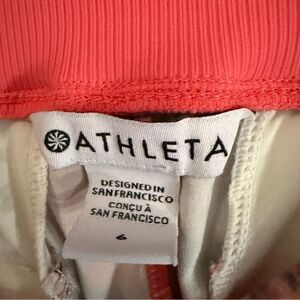 ATHLETA
DESIGNED IN
SAN FRANCISCO
CONÇU À
SAN FRANCISCO
6